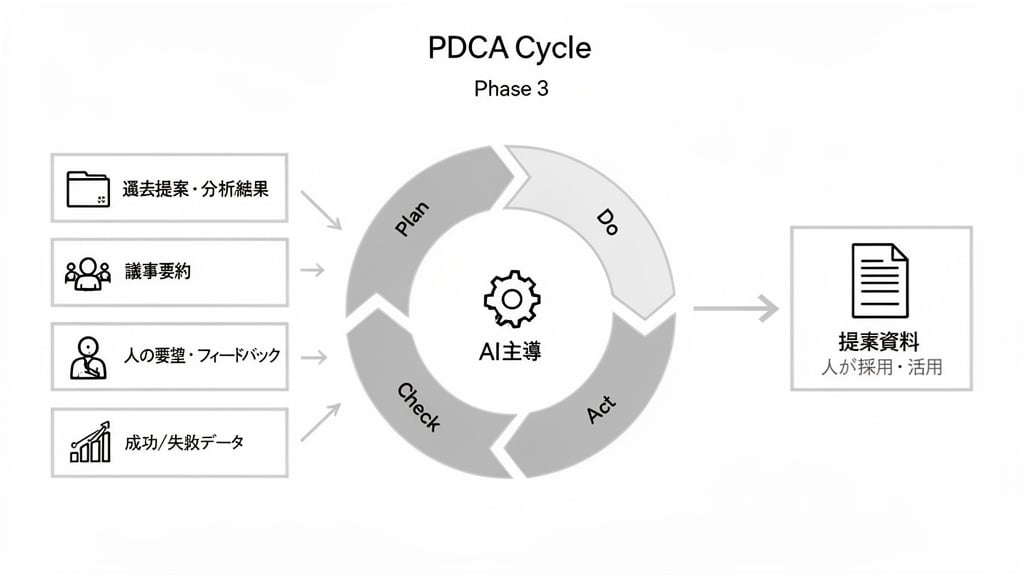 PDCA Cycle
Phase 3
過去提案・分析結果
議事要約
人の要望・フィードバック
成功/失敗データ
Plan
Do
Check
Act
AI主導
提案資料
人が採用・活用